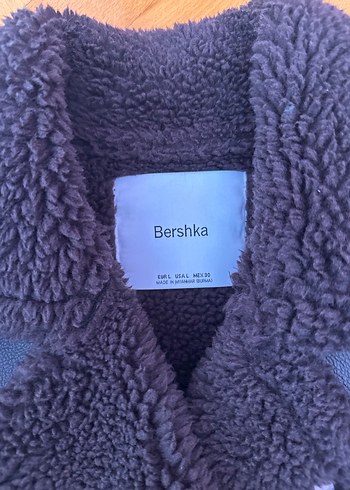 Bershka
EUR L USA L MEX 30
MADE IN MYANMAR (BURMA)